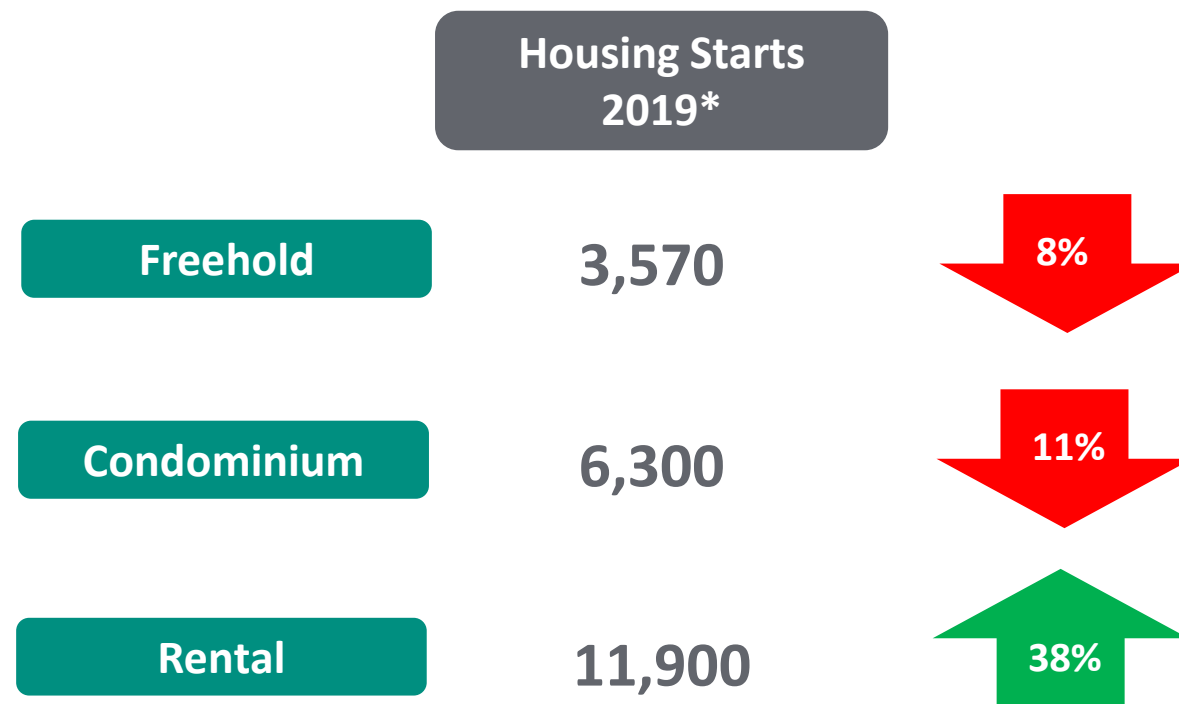 Housing Starts
2019*
Freehold
3,570
8%
Condominium
6,300
11%
Rental
11,900
38%